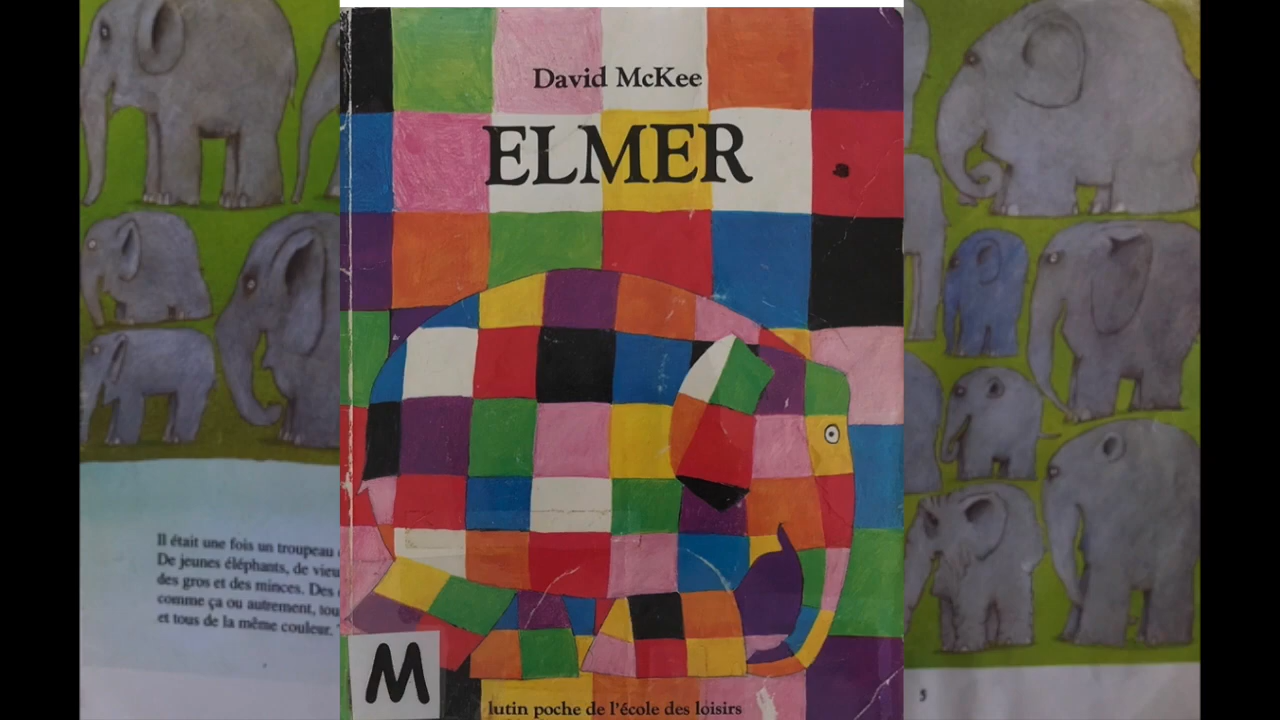 David McKee
ELMER
M
lutin poche de l'école des loisirs
Il était une fois un troupeau
De jeunes éléphants, de vieu
des gros et des minces. Des
comme ça ou autrement, tou
et tous de la même couleur.
5